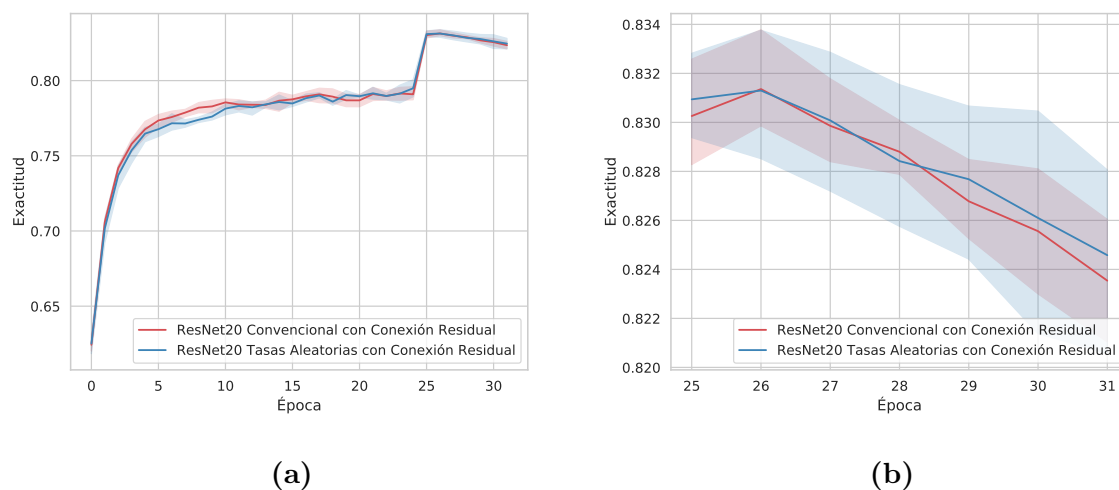 0.80
0.75
0.70
0.65
Exactitud
0
5
10
15
20
25
30
Época
ResNet20 Convencional con Conexión Residual
ResNet20 Tasas Aleatorias con Conexión Residual
(a)
0.834
0.832
0.830
0.828
0.826
0.824
0.822
0.820
Exactitud
25
26
27
28
29
30
31
Época
ResNet20 Convencional con Conexión Residual
ResNet20 Tasas Aleatorias con Conexión Residual
(b)